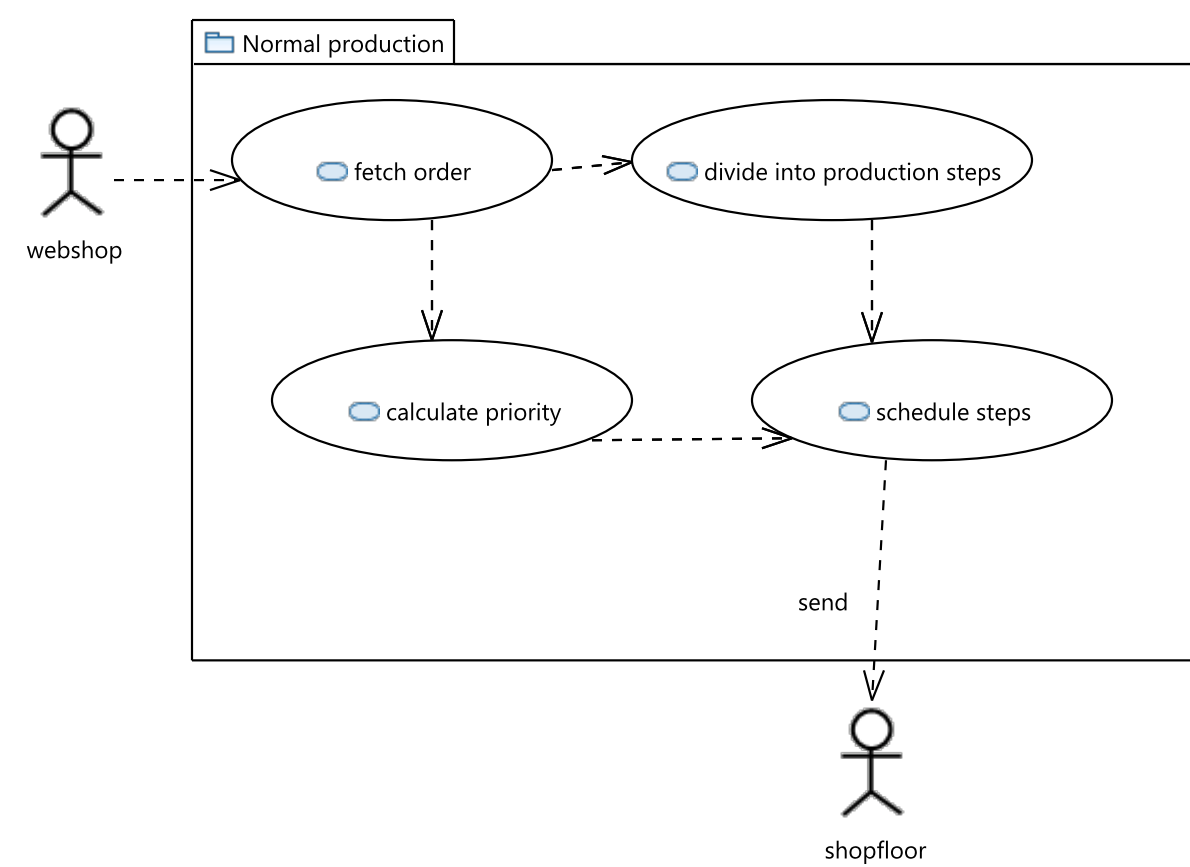 Normal production
fetch order
divide into production steps
webshop
calculate priority
schedule steps
send
shopfloor